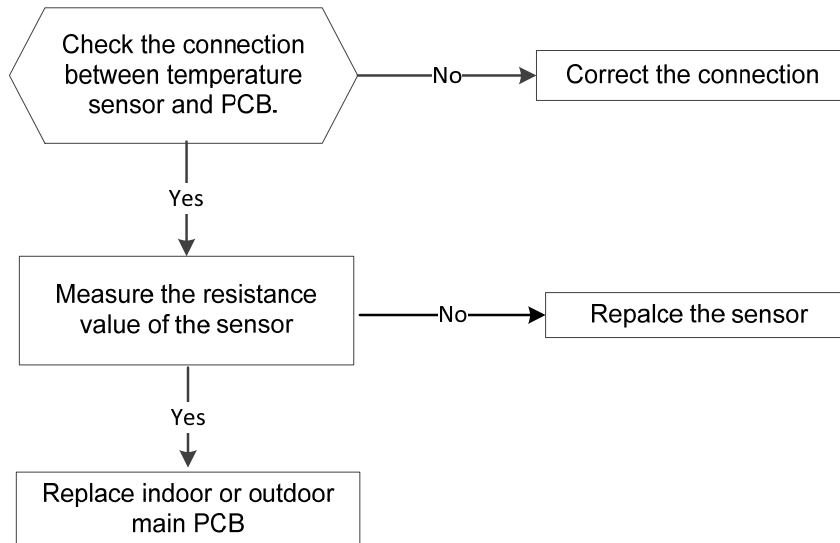 Check the connection
between temperature
sensor and PCB.
No
Correct the connection
Yes
Measure the resistance
value of the sensor
No
Repalce the sensor
Yes
Replace indoor or outdoor
main PCB